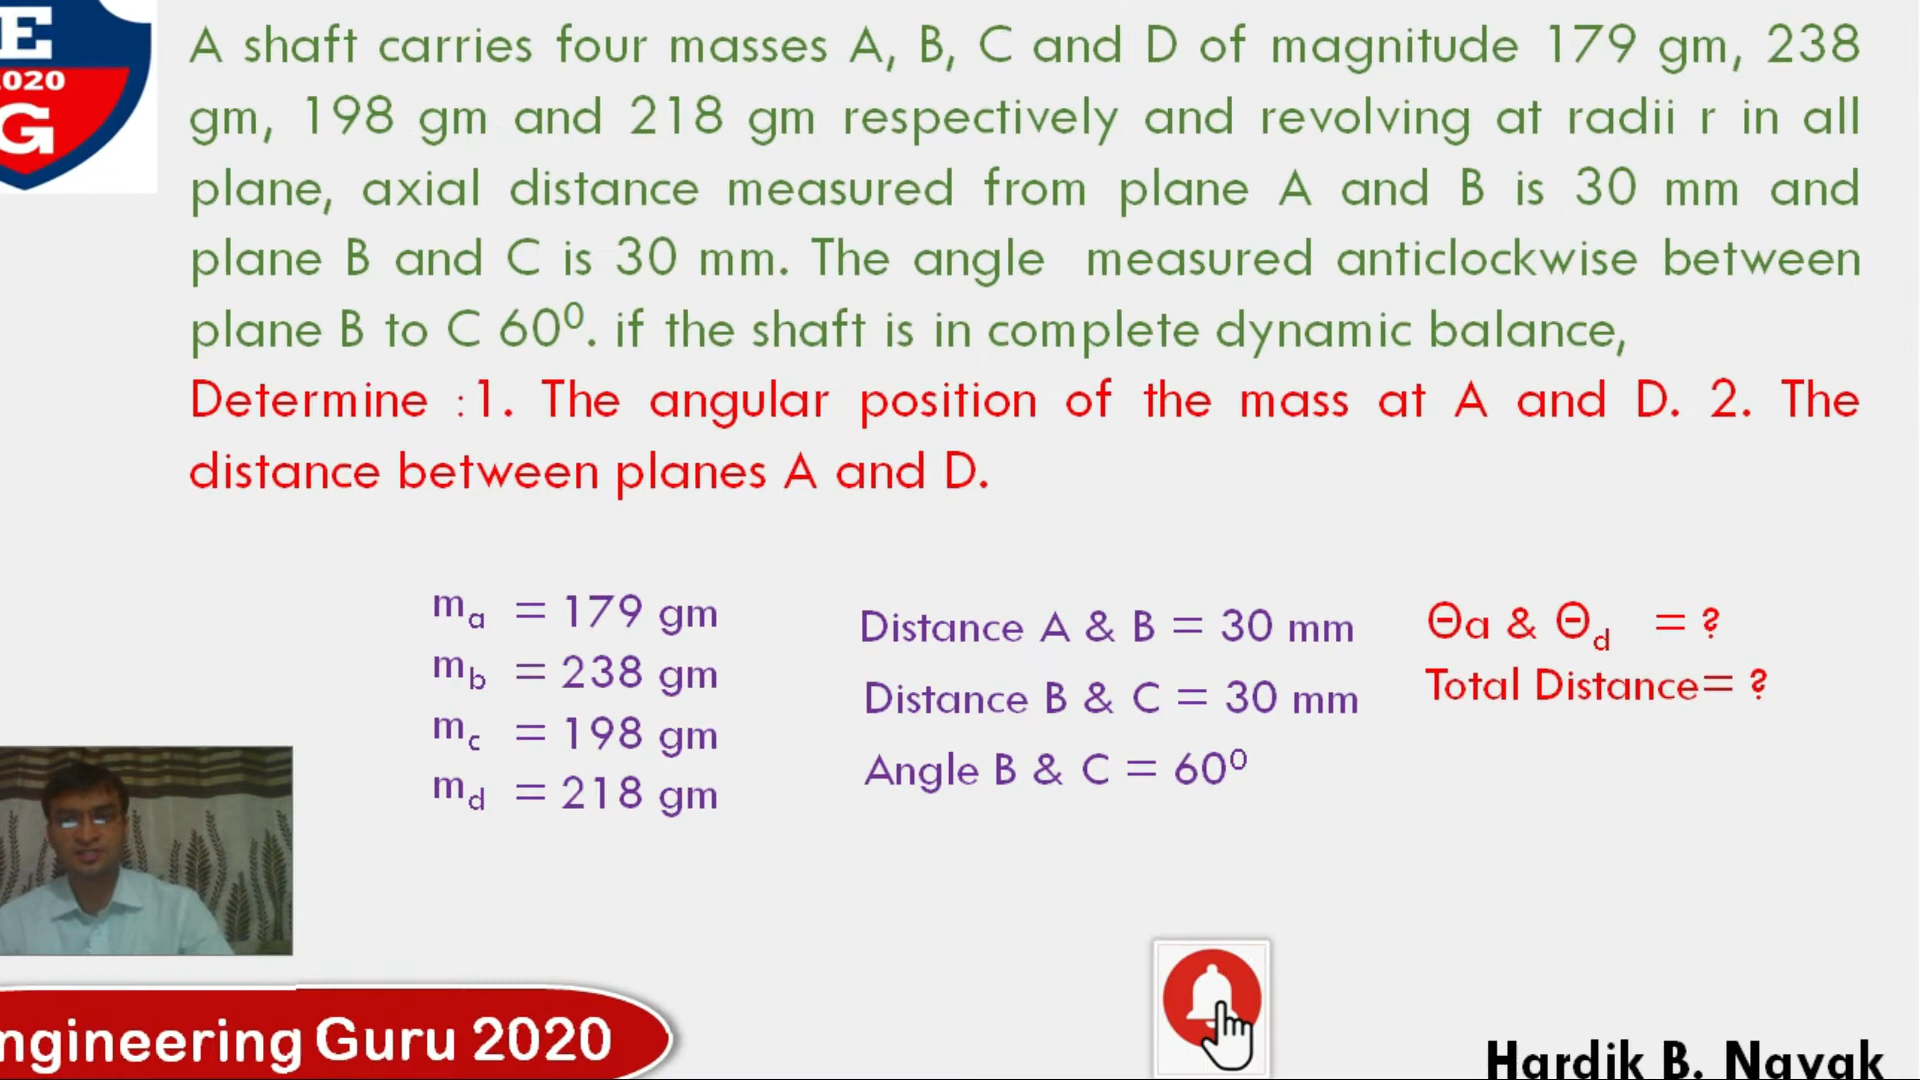 E
2020
G
A shaft carries four masses A, B, C and D of magnitude 179 gm, 238
gm, 198 gm and 218 gm respectively and revolving at radii r in all
plane, axial distance measured from plane A and B is 30 mm and
plane B and C is 30 mm. The angle measured anticlockwise between
plane B to C 60⁰. if the shaft is in complete dynamic balance,
Determine :1. The angular position of the mass at A and D. 2. The
distance between planes A and D.
mₐ = 179 gm
m_b = 238 gm
m_c = 198 gm
m_d = 218 gm
Distance A & B = 30 mm
Distance B & C = 30 mm
Angle B & C = 60⁰
Θa & Θ_d = ?
Total Distance= ?
ngineering Guru 2020
Hardik B. Nayak